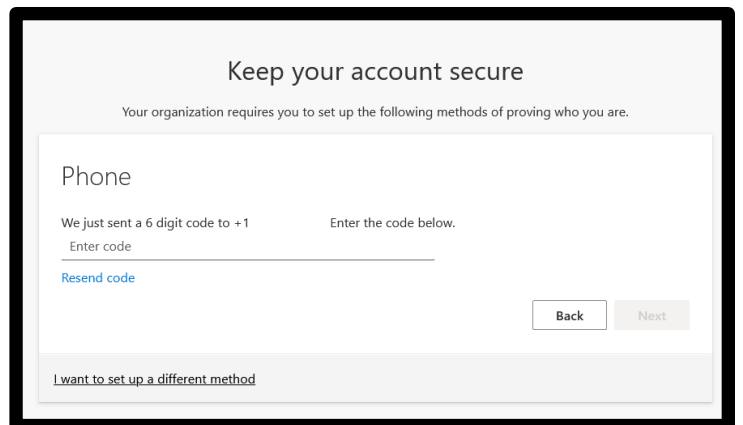 Keep your account secure
Your organization requires you to set up the following methods of proving who you are.
Phone
We just sent a 6 digit code to +1 Enter the code below.
Enter code
Resend code
Back Next
I want to set up a different method